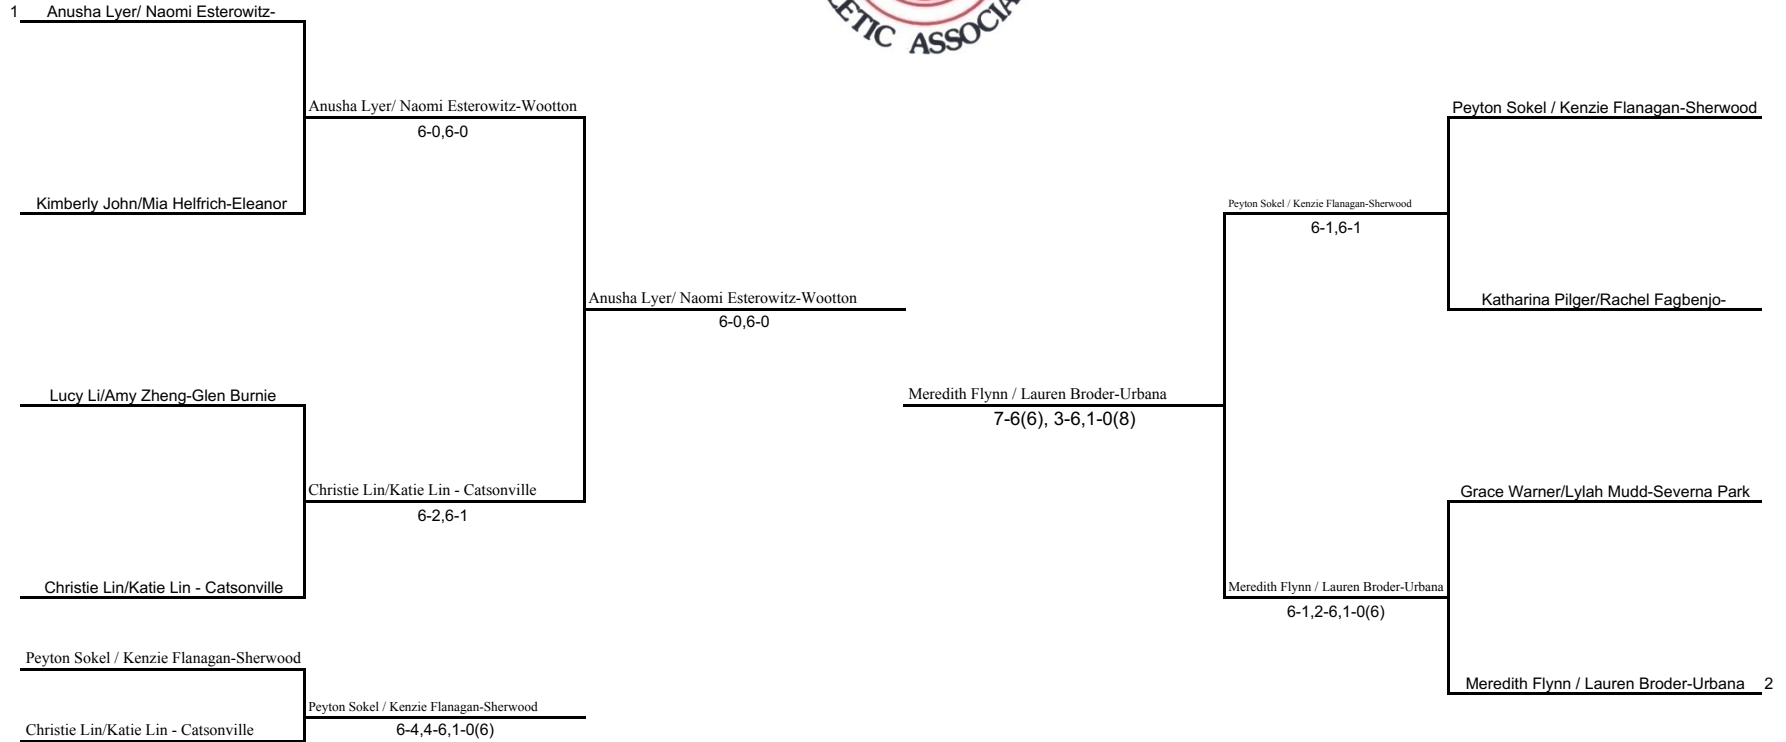 1 Anusha Lyer/ Naomi Esterowitz-
ETIC ASSOCIA
Anusha Lyer/ Naomi Esterowitz-Wootton
6-0,6-0
Peyton Sokel / Kenzie Flanagan-Sherwood
Kimberly John/Mia Helfrich-Eleanor
Peyton Sokel / Kenzie Flanagan-Sherwood
6-1,6-1
Anusha Lyer/ Naomi Esterowitz-Wootton
6-0,6-0
Katharina Pilger/Rachel Fagbenjo-
Lucy Li/Amy Zheng-Glen Burnie
Meredith Flynn / Lauren Broder-Urbana
7-6(6), 3-6,1-0(8)
Christie Lin/Katie Lin - Catsonville
6-2,6-1
Grace Warner/Lylah Mudd-Severna Park
Christie Lin/Katie Lin - Catsonville
Meredith Flynn / Lauren Broder-Urbana
6-1,2-6,1-0(6)
Peyton Sokel / Kenzie Flanagan-Sherwood
Meredith Flynn / Lauren Broder-Urbana 2
Peyton Sokel / Kenzie Flanagan-Sherwood
6-4,4-6,1-0(6)
Christie Lin/Katie Lin - Catsonville